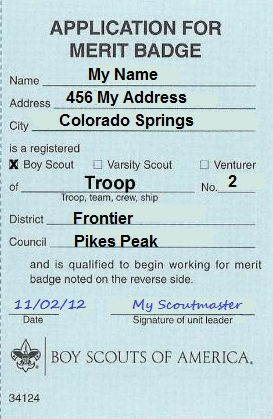 APPLICATION FOR
MERIT BADGE
Name My Name
Address 456 My Address
City Colorado Springs
is a registered
X Boy Scout ☐ Varsity Scout ☐ Venturer
of Troop No. 2
Troop, team, crew, ship
District Frontier
Council Pikes Peak
and is qualified to begin working for merit
badge noted on the reverse side.
11/02/12 My Scoutmaster
Date Signature of unit leader
BOY SCOUTS OF AMERICA®
34124